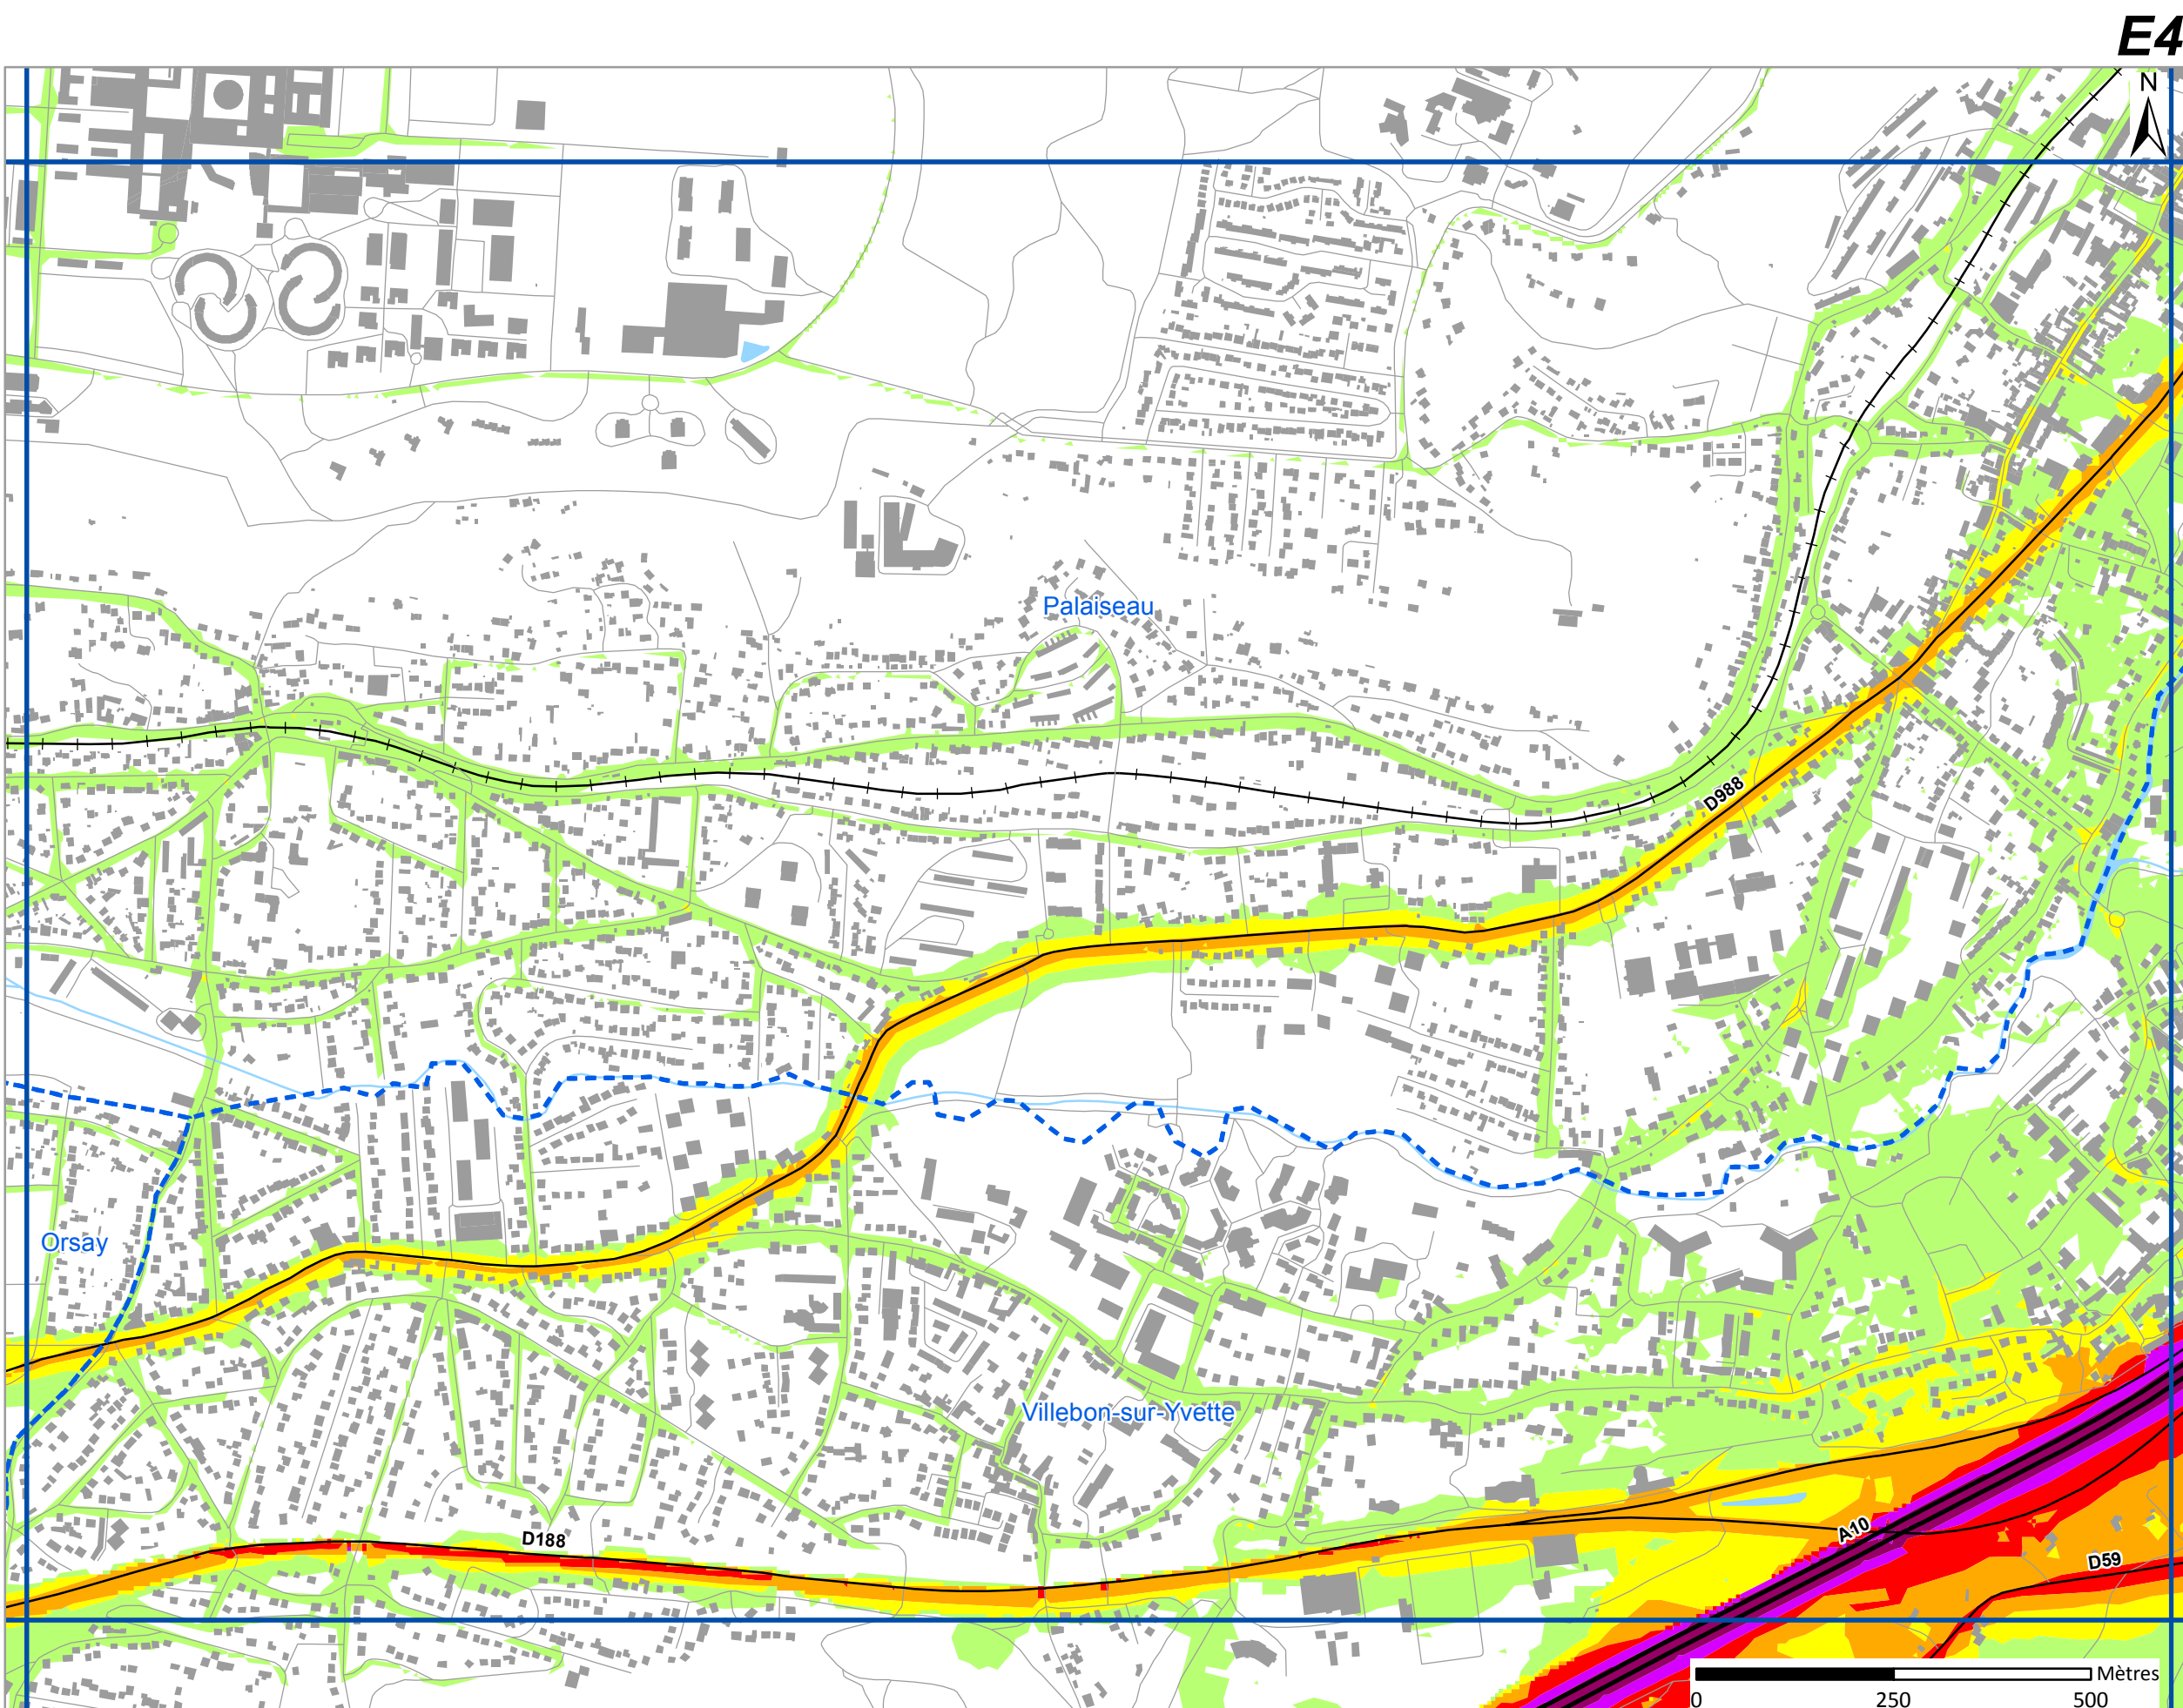 E4
N
Palaiseau
D988
Orsay
Villebon-sur-Yvette
D188
A10
D59
Mètres
0 250 500